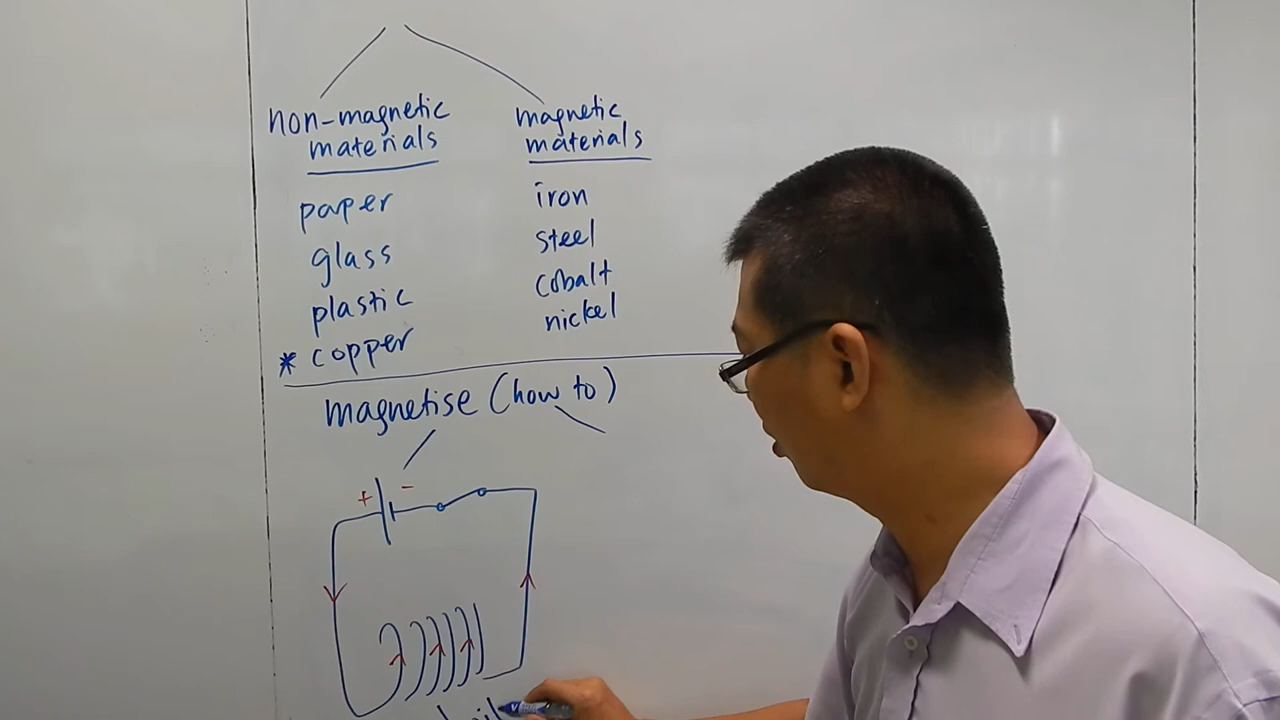 non-magnetic
materials
paper
glass
plastic
* copper
magnetic
materials
iron
steel
cobalt
nickel
magnetise (how to)
+ -